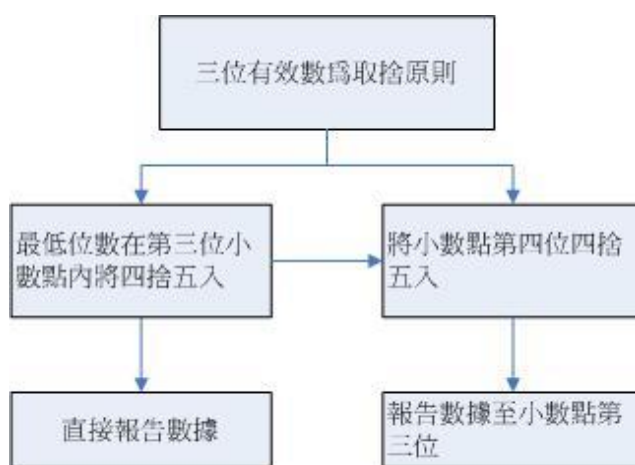 三位有效數爲取捨原則
最低位數在第三位小
數點內將四捨五入
將小數點第四位四捨
五入
直接報告數據
報告數據至小數點第
三位